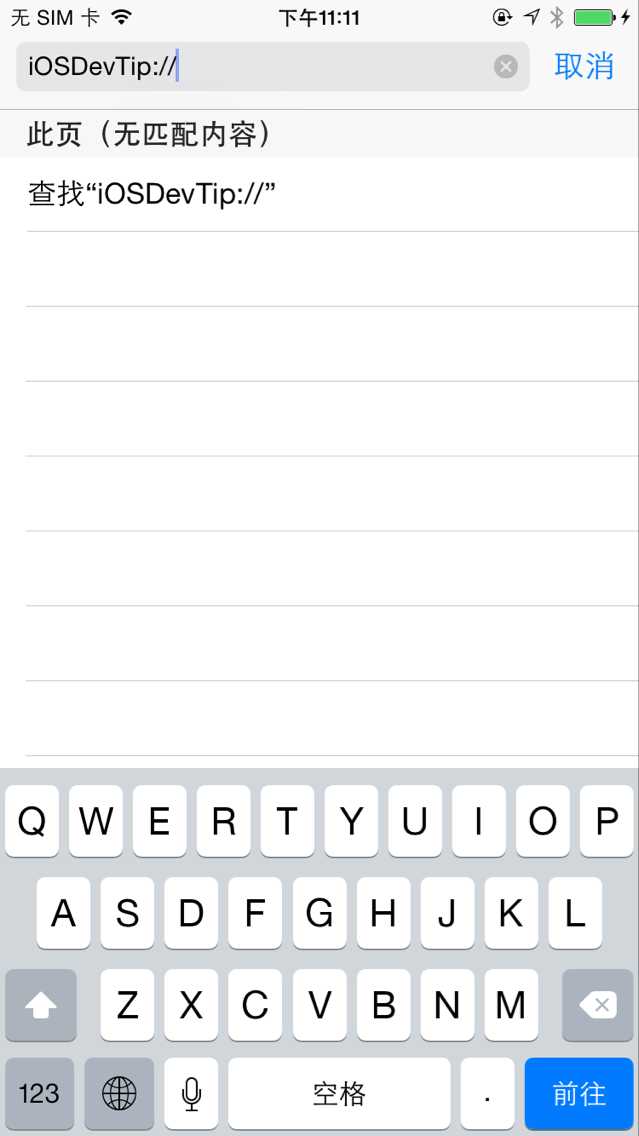 无 SIM 卡 下午11:11
iOSDevTip:// 取消
此页（无匹配内容）
查找“iOSDevTip://”
Q W E R T Y U I O P
A S D F G H J K L
Z X C V B N M
123 空格 . 前往